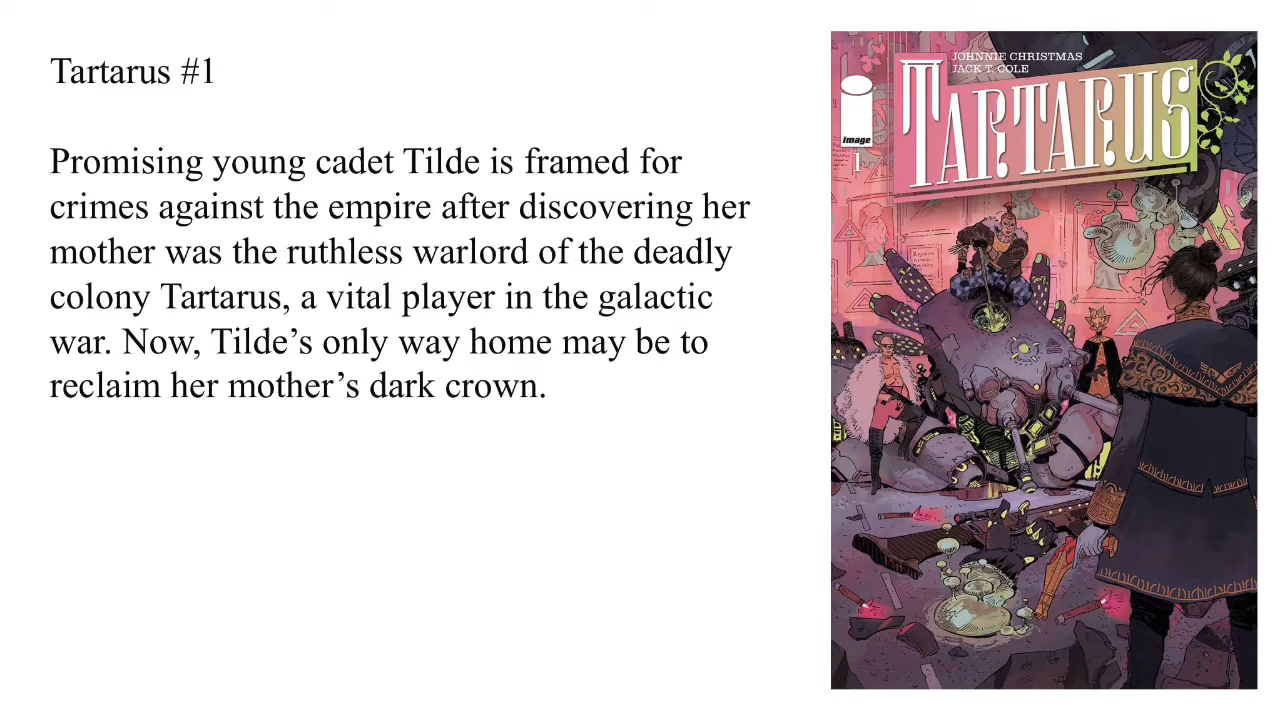 Tartarus #1
Promising young cadet Tilde is framed for
crimes against the empire after discovering her
mother was the ruthless warlord of the deadly
colony Tartarus, a vital player in the galactic
war. Now, Tilde’s only way home may be to
reclaim her mother’s dark crown.
JOHNNIE CHRISTMAS
JACK T. COLE
TARTARUS
image
1